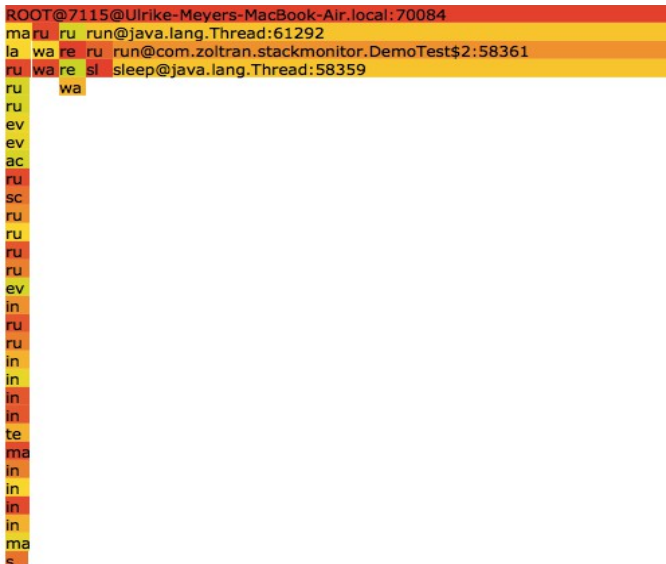 ROOT@7115@Ulrike-Meyers-MacBook-Air.local:70084
ma ru ru run@java.lang.Thread:61292
la wa re ru run@com.zoltran.stackmonitor.DemoTest$2:58361
ru wa re sl sleep@java.lang.Thread:58359
ru wa
ru
ev
ev
ac
ru
sc
ru
ru
ru
ru
ev
in
ru
ru
in
in
in
in
te
ma
in
in
in
in
ma
s